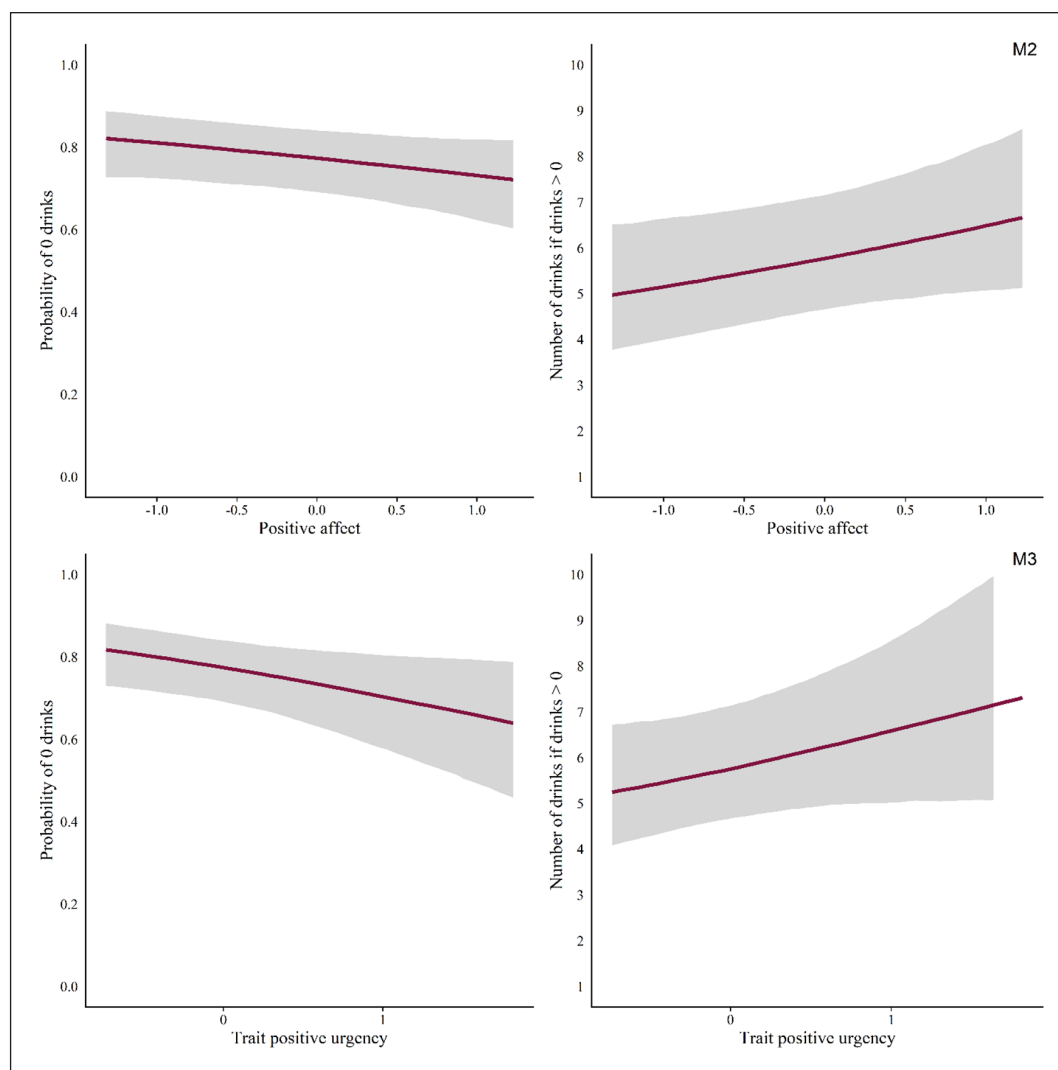 M2
Probability of 0 drinks
1.0
0.8
0.6
0.4
0.2
0.0
-1.0 -0.5 0.0 0.5 1.0
Positive affect
Number of drinks if drinks > 0
10
9
8
7
6
5
4
3
2
1
-1.0 -0.5 0.0 0.5 1.0
Positive affect
M3
Probability of 0 drinks
1.0
0.8
0.6
0.4
0.2
0.0
0 1
Trait positive urgency
Number of drinks if drinks > 0
10
9
8
7
6
5
4
3
2
1
0 1
Trait positive urgency